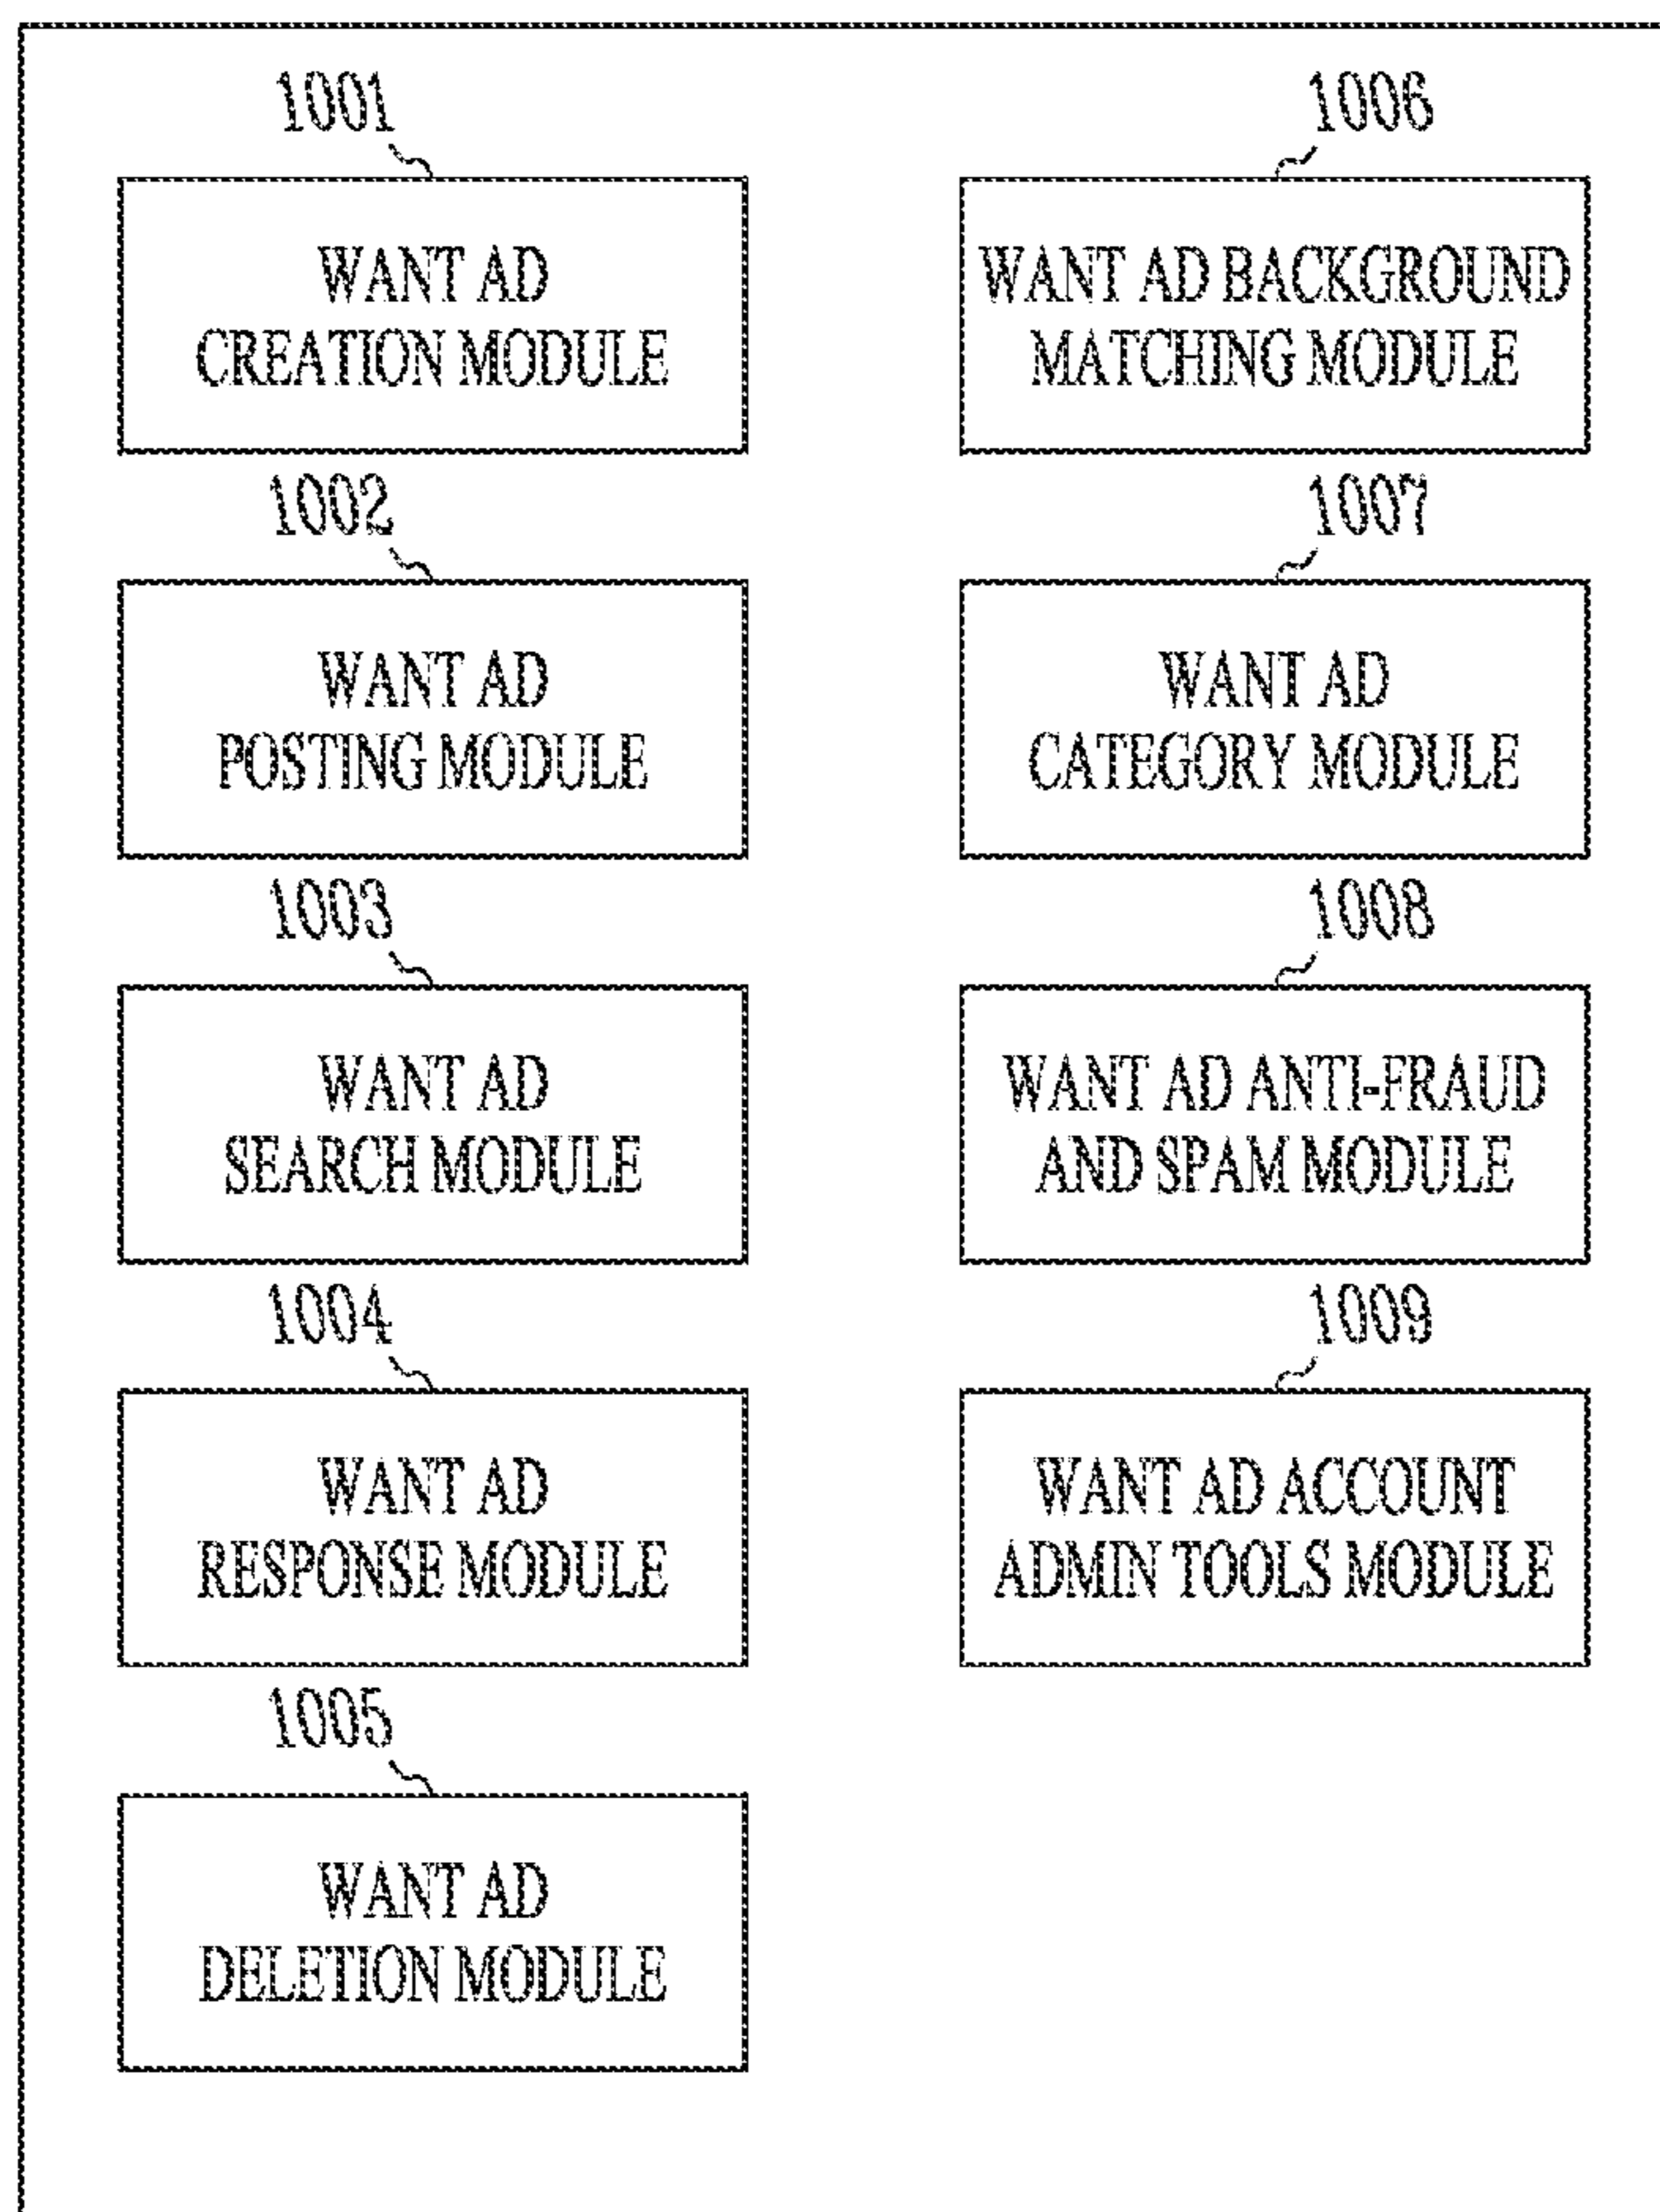 1001
WANT AD
CREATION MODULE
1002
WANT AD
POSTING MODULE
1003
WANT AD
SEARCH MODULE
1004
WANT AD
RESPONSE MODULE
1005
WANT AD
DELETION MODULE
1006
WANT AD BACKGROUND
MATCHING MODULE
1007
WANT AD
CATEGORY MODULE
1008
WANT AD ANTI-FRAUD
AND SPAM MODULE
1009
WANT AD ACCOUNT
ADMIN TOOLS MODULE